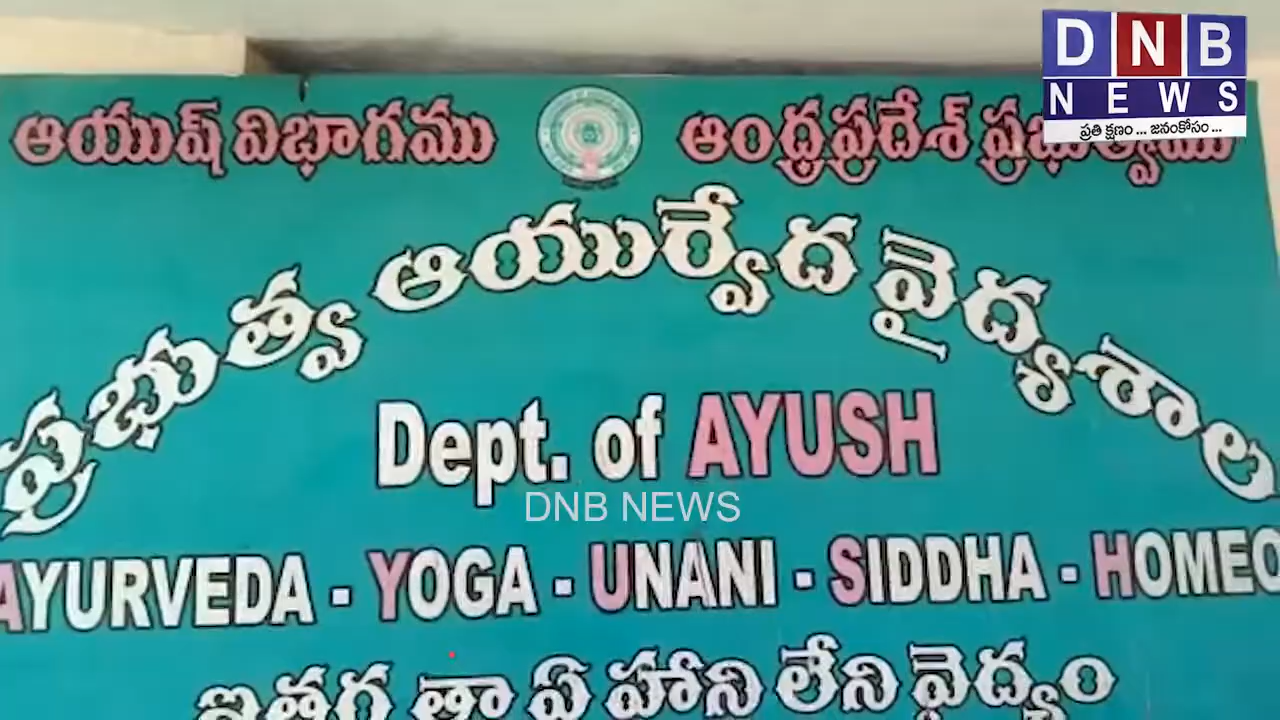 DNB
NEWS
ప్రతి క్షణం ... జనంకోసం ...
ఆయుష్ విభాగము
ఆంధ్రప్రదేశ్ ప్రభుత్వము
ప్రభుత్వ ఆయుర్వేద వైద్యశాల
Dept. of AYUSH
DNB NEWS
AYURVEDA - YOGA - UNANI - SIDDHA - HOMEO
ఏ హాని లేని వైద్యం